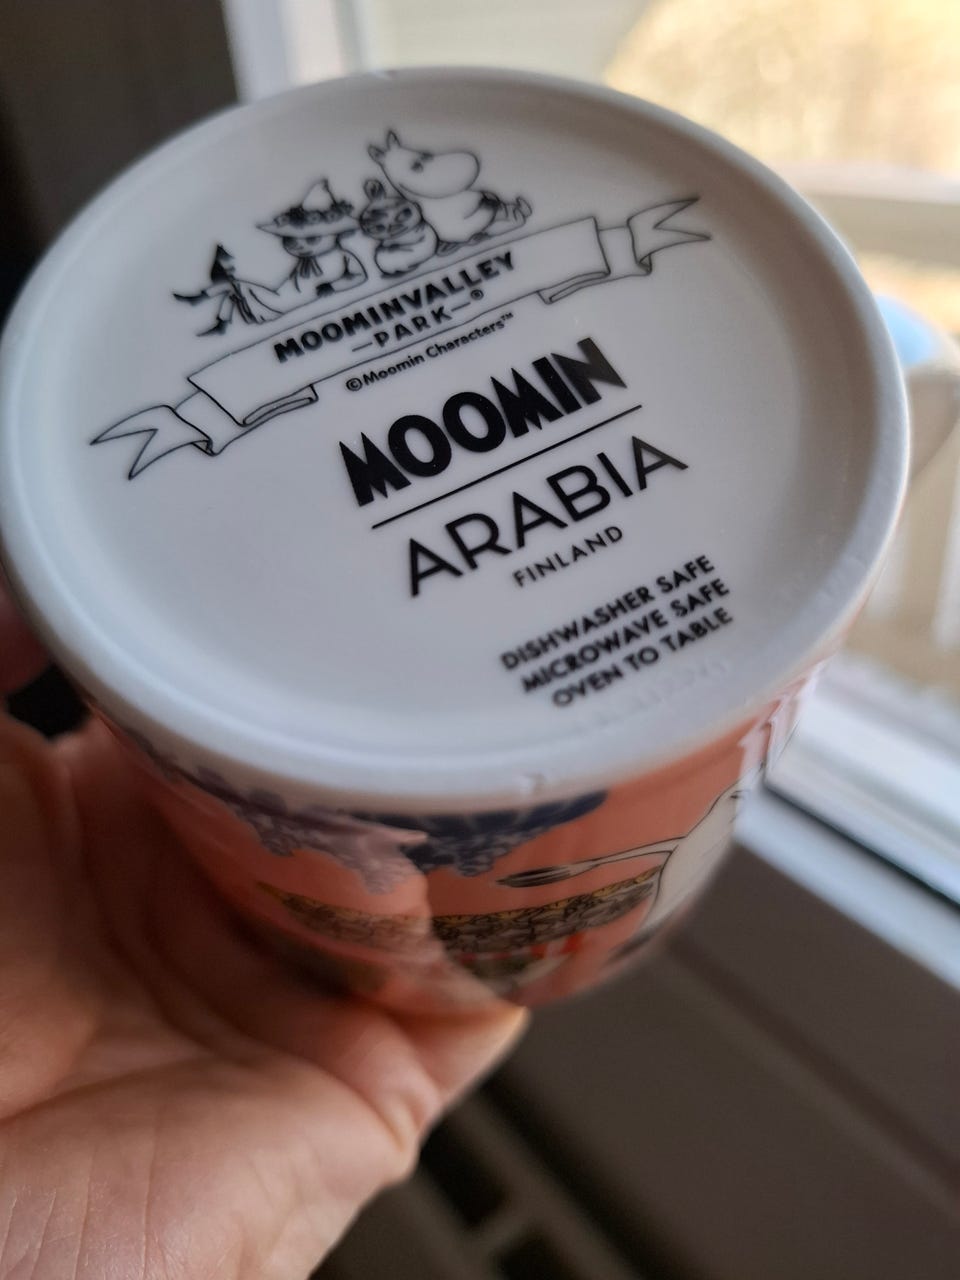 MOOMINVALLEY
—PARK—®
©Moomin Characters™
MOOMIN
ARABIA
FINLAND
DISHWASHER SAFE
MICROWAVE SAFE
OVEN TO TABLE